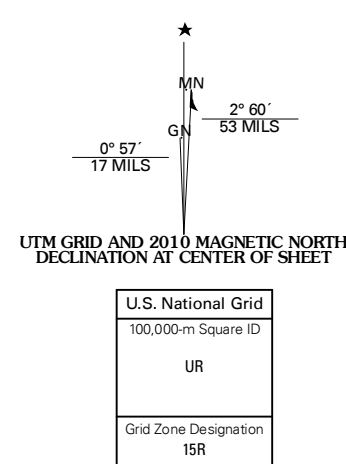 MN
GN
2° 60´
53 MILS
0° 57´
17 MILS
UTM GRID AND 2010 MAGNETIC NORTH
DECLINATION AT CENTER OF SHEET
U.S. National Grid
100,000-m Square ID
UR
Grid Zone Designation
15R